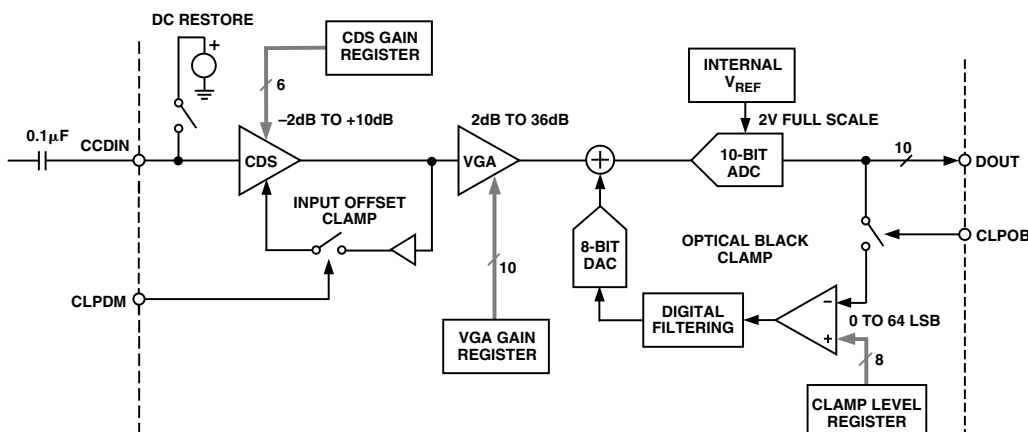 DC RESTORE
+
CDS GAIN
REGISTER
6
–2dB TO +10dB
0.1µF
CCDIN
CDS
INPUT OFFSET
CLAMP
CLPDM
2dB TO 36dB
VGA
10
VGA GAIN
REGISTER
INTERNAL
VREF
2V FULL SCALE
10-BIT
ADC
10
DOUT
8-BIT
DAC
OPTICAL BLACK
CLAMP
CLPOB
DIGITAL
FILTERING
–
+
0 TO 64 LSB
8
CLAMP LEVEL
REGISTER